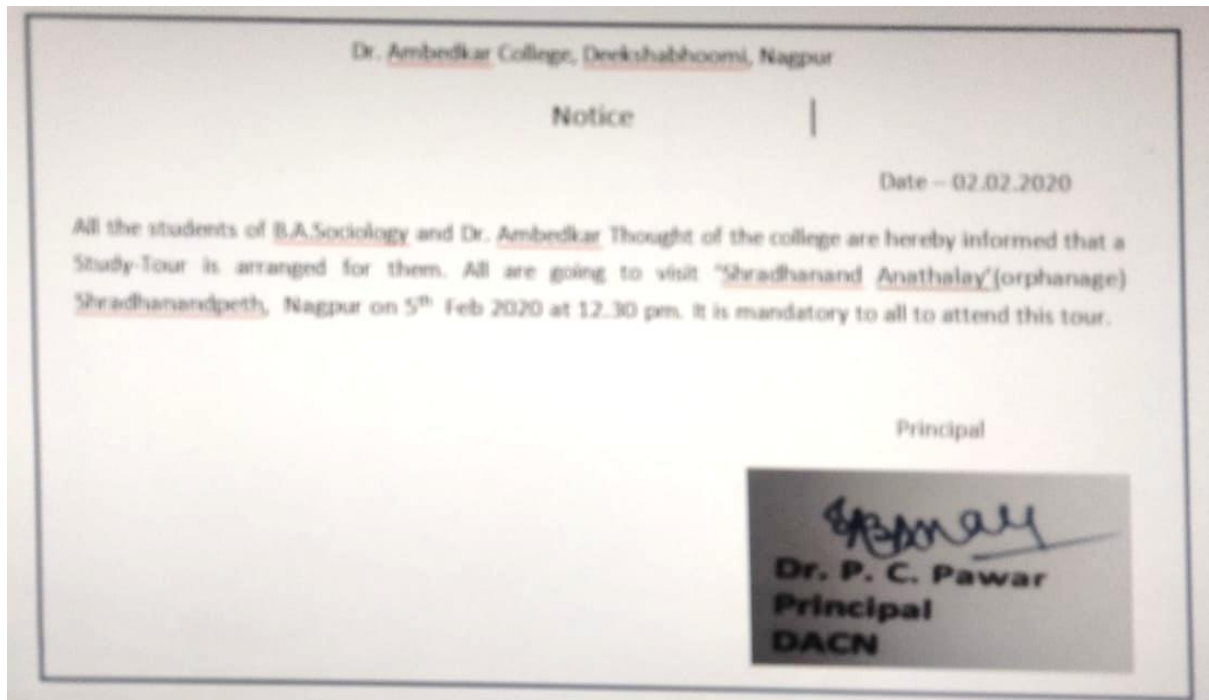 Dr. Ambedkar College, Deekshabhoomi, Nagpur
Notice
Date – 02.02.2020
All the students of B.A.Sociology and Dr. Ambedkar Thought of the college are hereby informed that a
Study-Tour is arranged for them. All are going to visit "Shradhanand Anathalay'(orphanage)
Shradhanandpeth, Nagpur on 5th Feb 2020 at 12.30 pm. It is mandatory to all to attend this tour.
Principal
Dr. P. C. Pawar
Principal
DACN